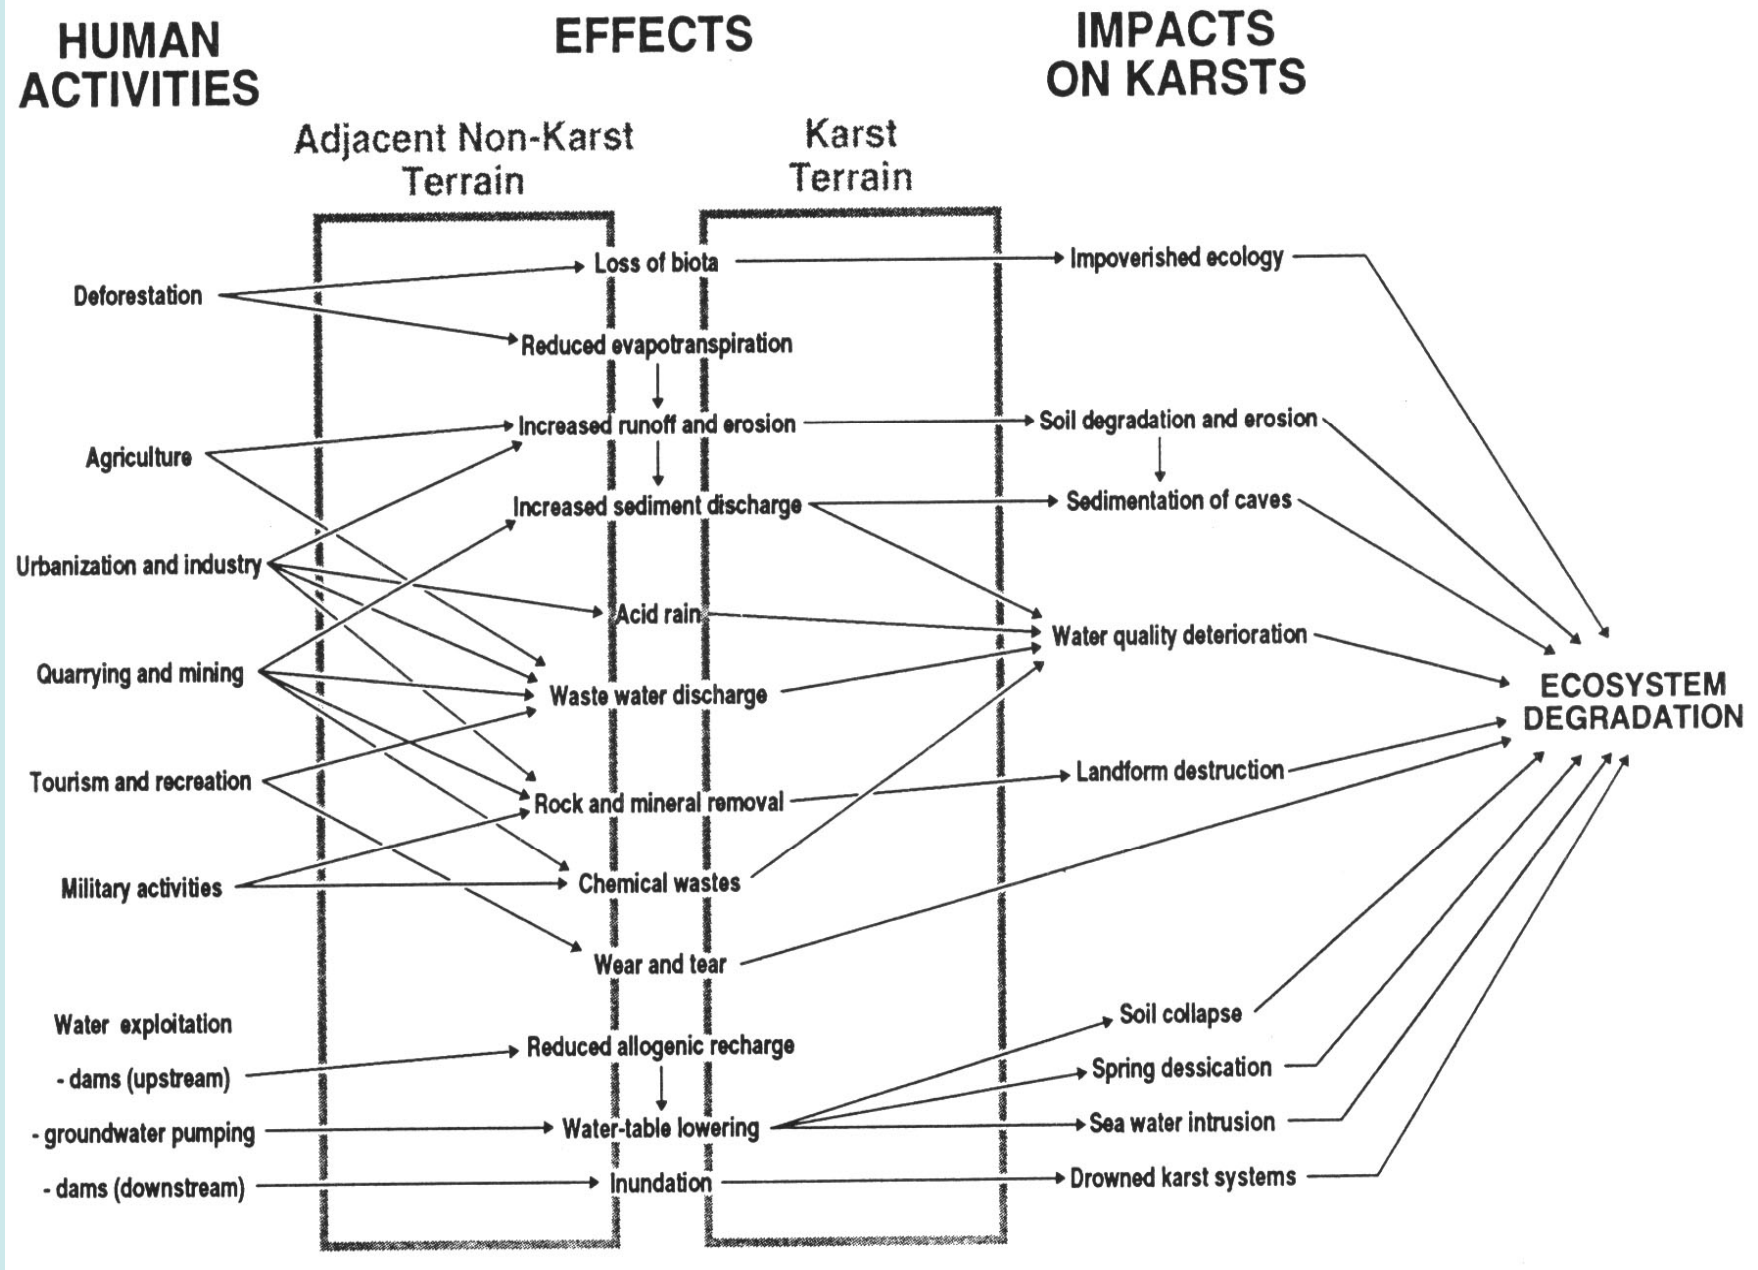 HUMAN
ACTIVITIES
EFFECTS
IMPACTS
ON KARSTS
Adjacent Non-Karst
Terrain
Karst
Terrain
Deforestation
Agriculture
Urbanization and industry
Quarrying and mining
Tourism and recreation
Military activities
Water exploitation
- dams (upstream)
- groundwater pumping
- dams (downstream)
Loss of biota
Reduced evapotranspiration
Increased runoff and erosion
Increased sediment discharge
Acid rain
Waste water discharge
Rock and mineral removal
Chemical wastes
Wear and tear
Reduced allogenic recharge
Water-table lowering
Inundation
Impoverished ecology
Soil degradation and erosion
Sedimentation of caves
Water quality deterioration
Landform destruction
Soil collapse
Spring dessication
Sea water intrusion
Drowned karst systems
ECOSYSTEM
DEGRADATION